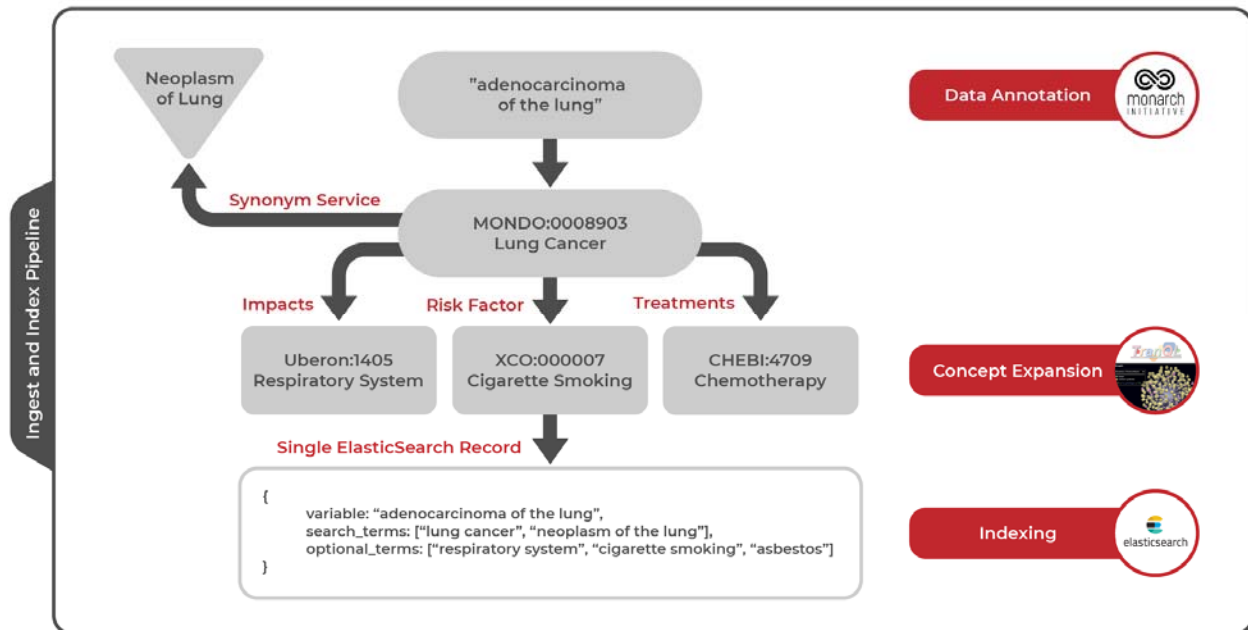 Ingest and Index Pipeline
Neoplasm
of Lung
"adenocarcinoma
of the lung”
Data Annotation
monarch
INITIATIVE
Synonym Service
MONDO:0008903
Lung Cancer
Impacts
Risk Factor
Treatments
Uberon:1405
Respiratory System
XCO:000007
Cigarette Smoking
CHEBI:4709
Chemotherapy
Concept Expansion
Single ElasticSearch Record
{
variable: “adenocarcinoma of the lung”,
search_terms: [“lung cancer”, “neoplasm of the lung”],
optional_terms: [“respiratory system”, “cigarette smoking”, “asbestos”]
}
Indexing
elasticsearch